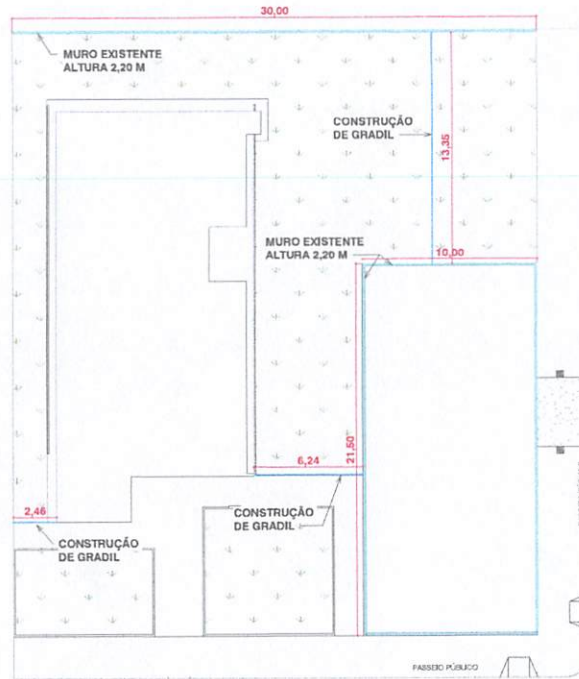 30,00
MURO EXISTENTE
ALTURA 2,20 M
CONSTRUÇÃO
DE GRADIL
13,35
MURO EXISTENTE
ALTURA 2,20 M
10,00
6,24
21,50
2,46
CONSTRUÇÃO
DE GRADIL
CONSTRUÇÃO
DE GRADIL
PASSEIO PÚBLICO